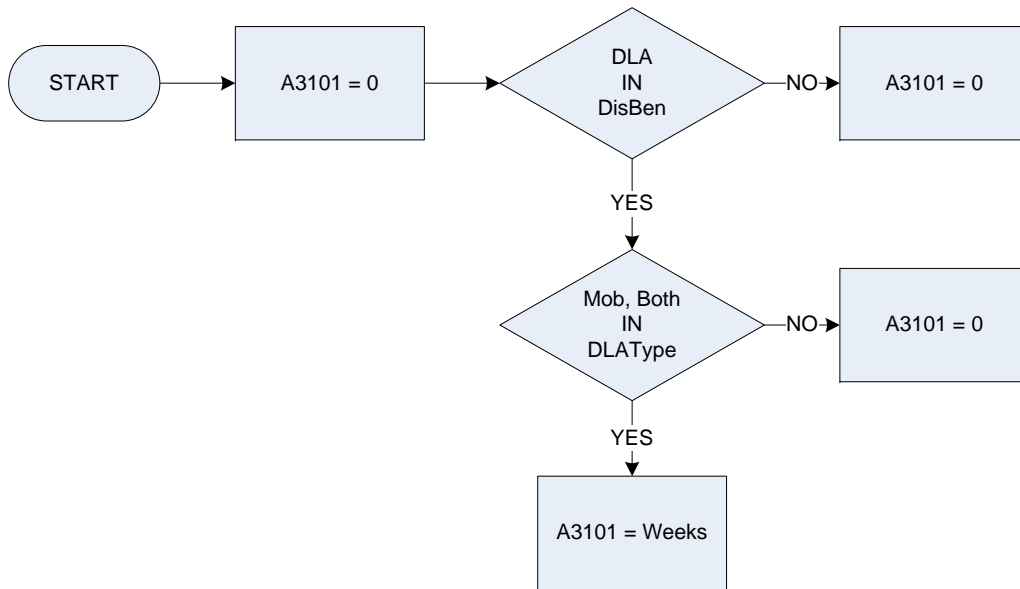 START
A3101 = 0
DLA
IN
DisBen
NO
A3101 = 0
YES
Mob, Both
IN
DLAType
NO
A3101 = 0
YES
A3101 = Weeks